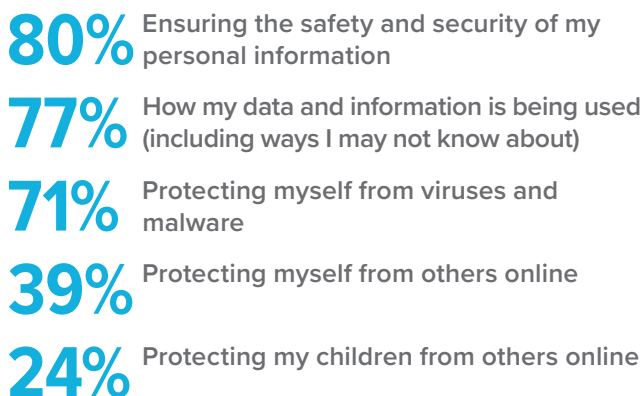 80% Ensuring the safety and security of my
personal information
77% How my data and information is being used
(including ways I may not know about)
71% Protecting myself from viruses and
malware
39% Protecting myself from others online
24% Protecting my children from others online